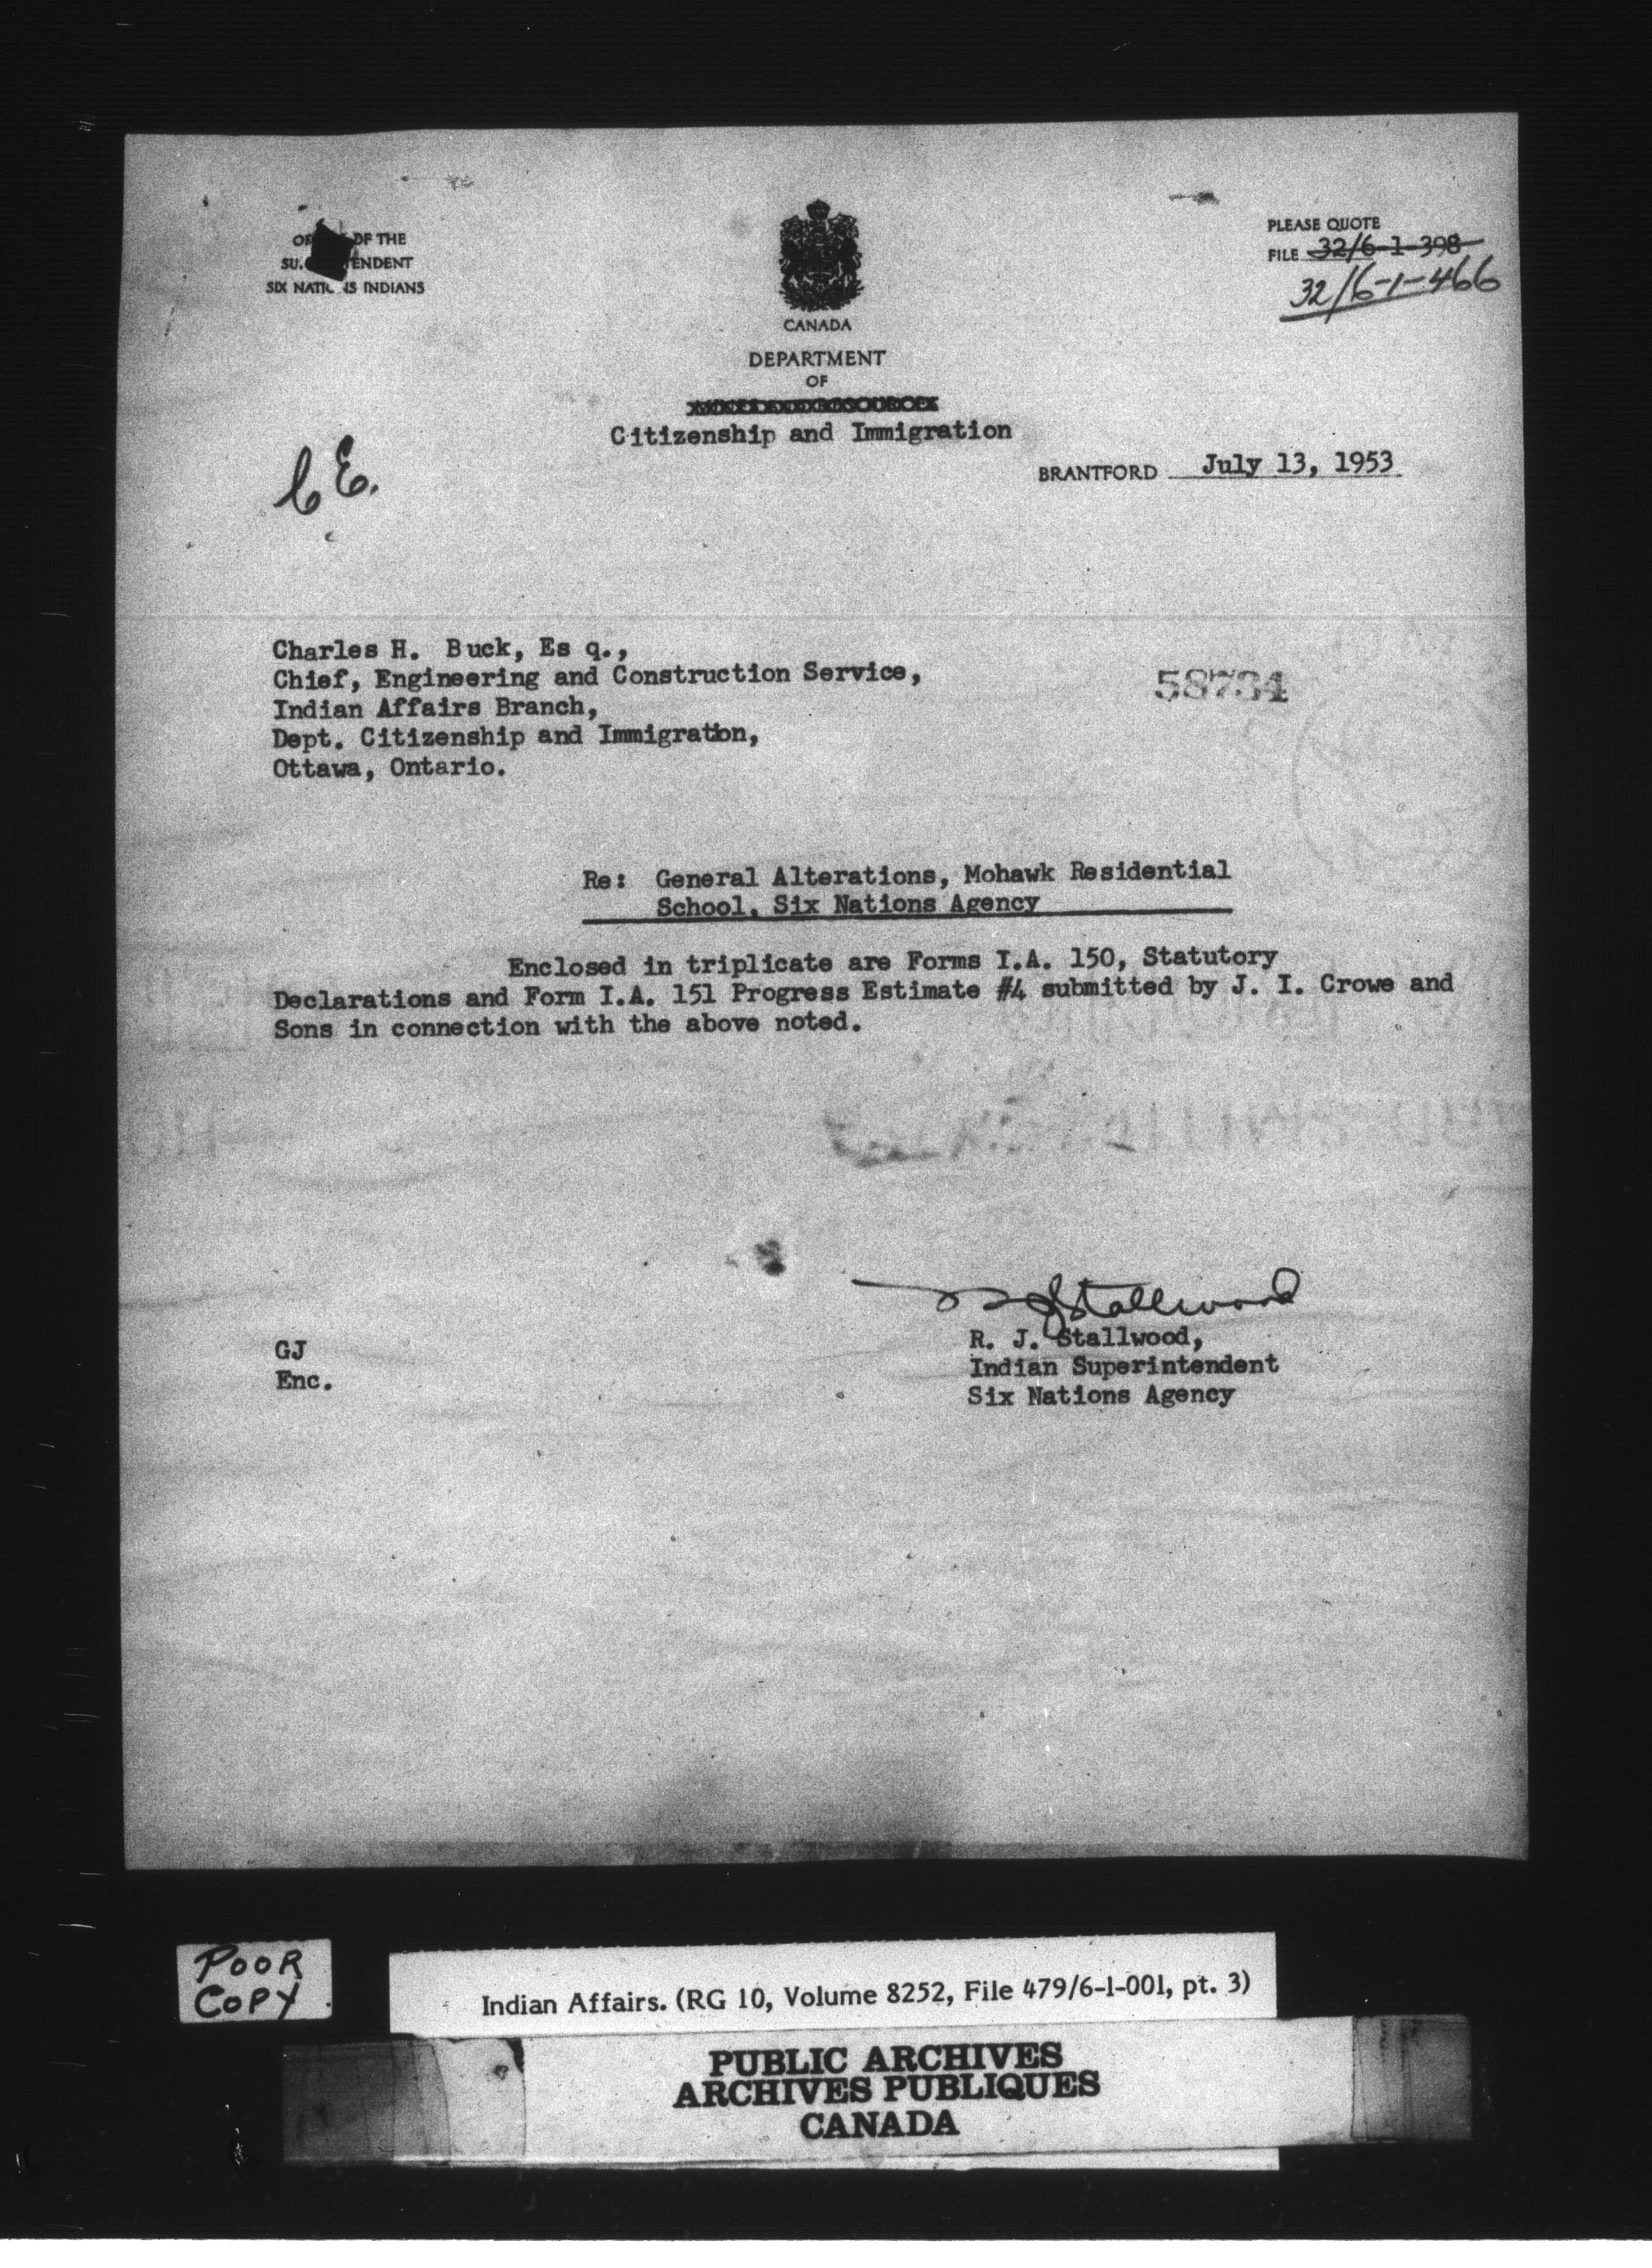 OF THE
SIX NATIONS INDIANS
CANADA
DEPARTMENT
OF
Citizenship and Immigration
PLEASE QUOTE
FILE 32/6-1-398
32/6-1-466
BRANTFORD July 13, 1953
Charles H. Buck, Es q.,
Chief, Engineering and Construction Service,
Indian Affairs Branch,
Dept. Citizenship and Immigration,
Ottawa, Ontario.
58734
Re: General Alterations, Mohawk Residential
School, Six Nations Agency
Enclosed in triplicate are Forms I.A. 150, Statutory
Declarations and Form I.A. 151 Progress Estimate #4 submitted by J. I. Crowe and
Sons in connection with the above noted.
RJStallwood
R. J. Stallwood,
Indian Superintendent
Six Nations Agency
GJ
Enc.
POOR
COPY.
Indian Affairs. (RG 10, Volume 8252, File 479/6-1-001, pt. 3)
PUBLIC ARCHIVES
ARCHIVES PUBLIQUES
CANADA